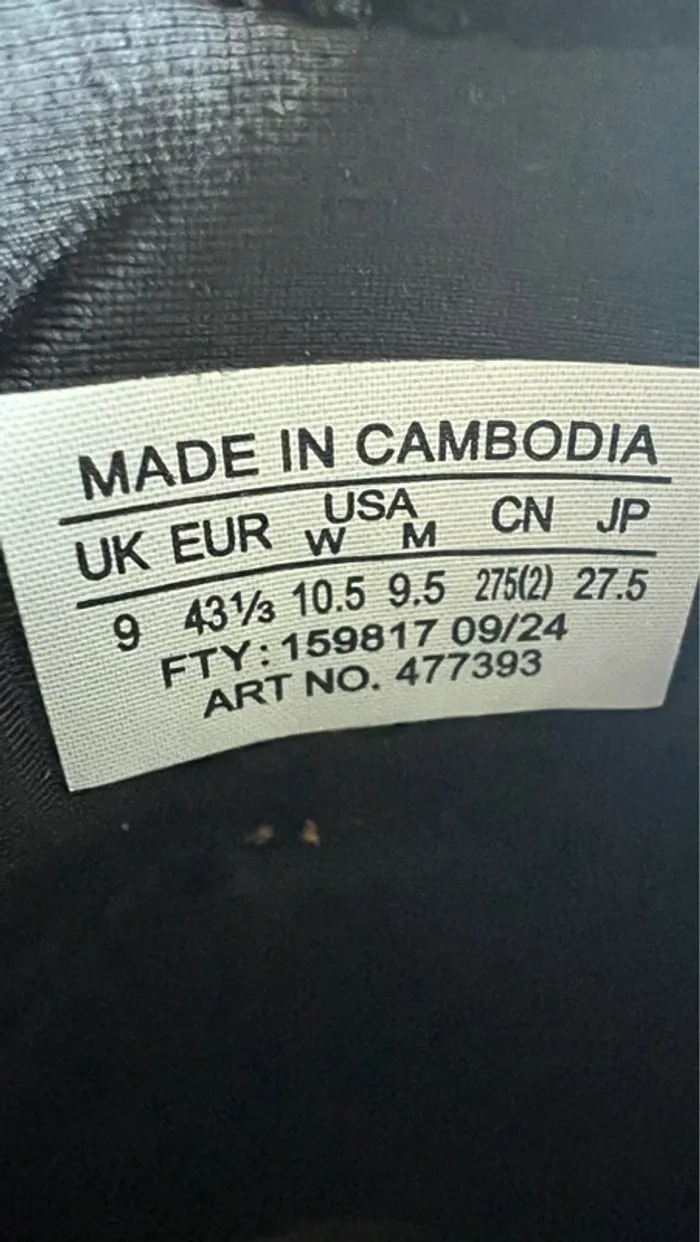 MADE IN CAMBODIA
USA
UK EUR W M CN JP
9 43⅓ 10.5 9.5 275(2) 27.5
FTY: 159817 09/24
ART NO. 477393